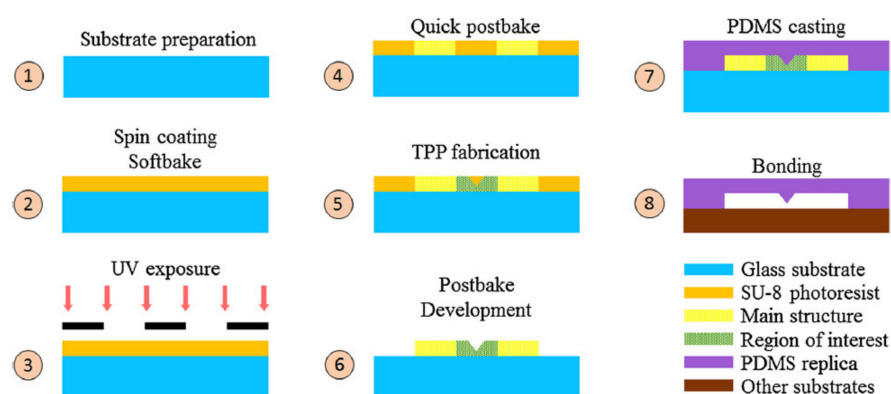 1
Substrate preparation
2
Spin coating
Softbake
3
UV exposure
4
Quick postbake
5
TPP fabrication
6
Postbake
Development
7
PDMS casting
8
Bonding
Glass substrate
SU-8 photoresist
Main structure
Region of interest
PDMS replica
Other substrates